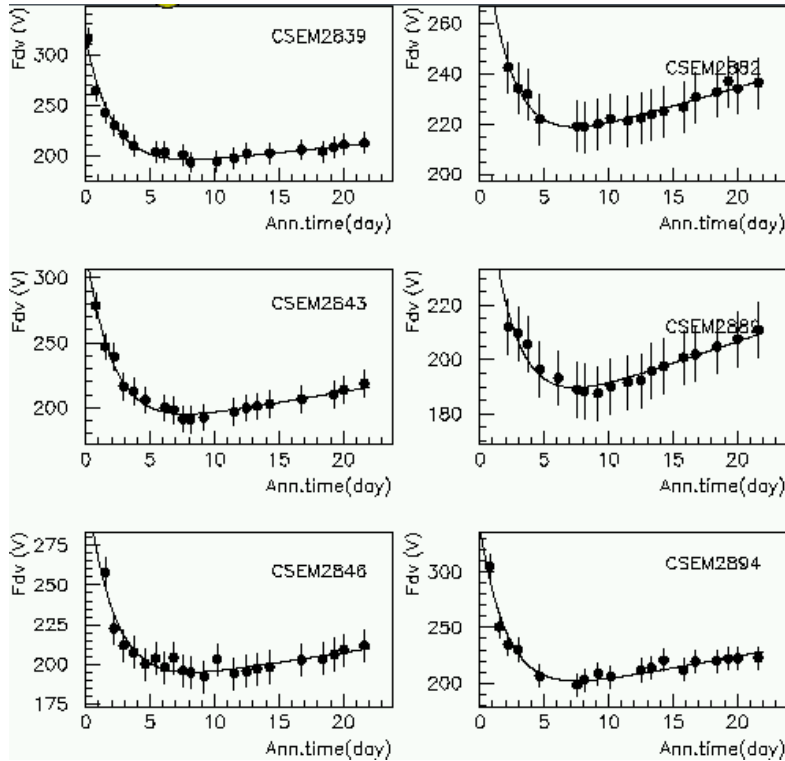 Fdv (V)
CSEM2839
300
250
200
0 5 10 15 20
Ann.time(day)
Fdv (V)
260
240
220
200
0 5 10 15 20
Ann.time(day)
Fdv (V)
CSEM2843
300
250
200
0 5 10 15 20
Ann.time(day)
Fdv (V)
220
200
180
0 5 10 15 20
Ann.time(day)
Fdv (V)
CSEM2846
275
250
225
200
175
0 5 10 15 20
Ann.time(day)
Fdv (V)
CSEM2894
300
250
200
0 5 10 15 20
Ann.time(day)